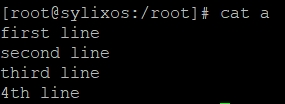 [root@sylixos:/root]# cat a
first line
second line
third line
4th line